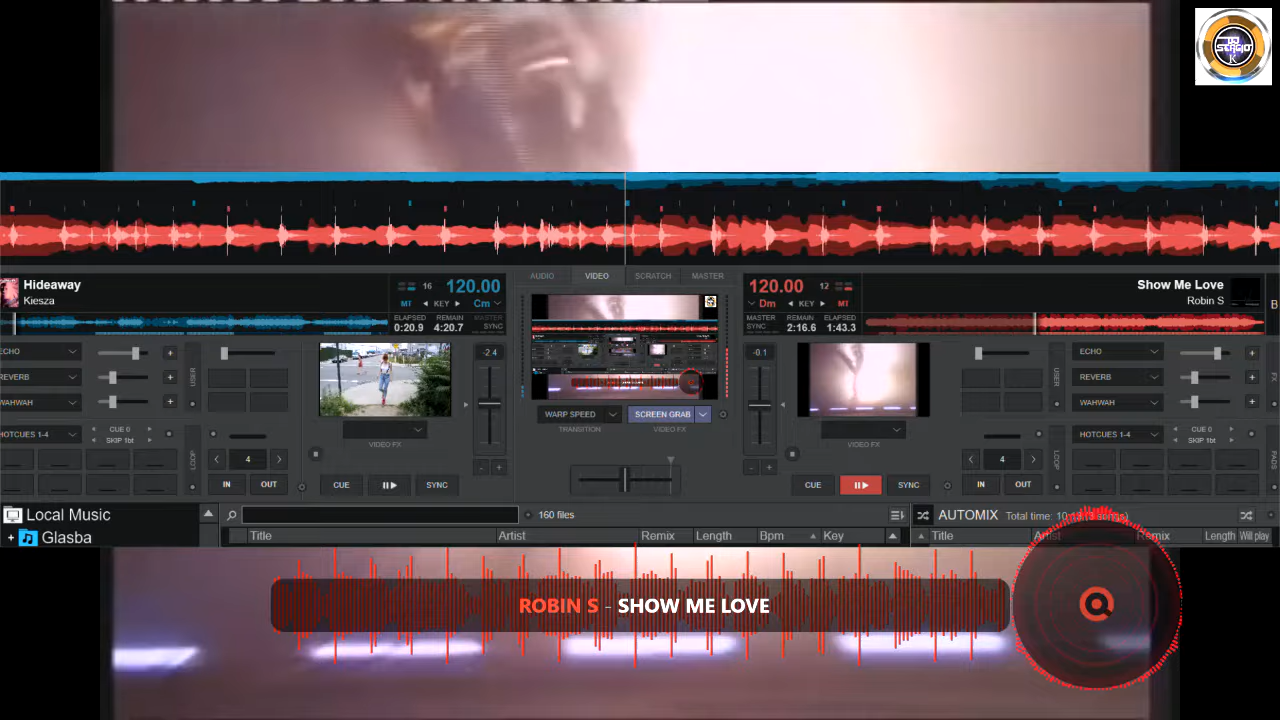 DJ
SERGIO
K
AUDIO VIDEO SCRATCH MASTER
Hideaway
Kiesza
16 120.00
MT KEY Cm
ELAPSED REMAIN MASTER
0:20.9 4:20.7 SYNC
120.00 12
Dm KEY MT
MASTER REMAIN ELAPSED
SYNC 2:16.6 1:43.3
Show Me Love
Robin S
B
ECHO
REVERB
WAHWAH
USER
HOTCUES 1-4
CUE 0
SKIP 1bt
LOOP
4
IN OUT
VIDEO FX
CUE SYNC
-2.4
WARP SPEED
TRANSITION
SCREEN GRAB
VIDEO FX
-0.1
VIDEO FX
CUE SYNC
4
IN OUT
USER
LOOP
ECHO
REVERB
WAHWAH
FX
HOTCUES 1-4
CUE 0
SKIP 1bt
PADS
Local Music
+ Glasba
160 files
Title Artist Remix Length Bpm Key
AUTOMIX
Title Artist Remix Length Will play
ROBIN S - SHOW ME LOVE